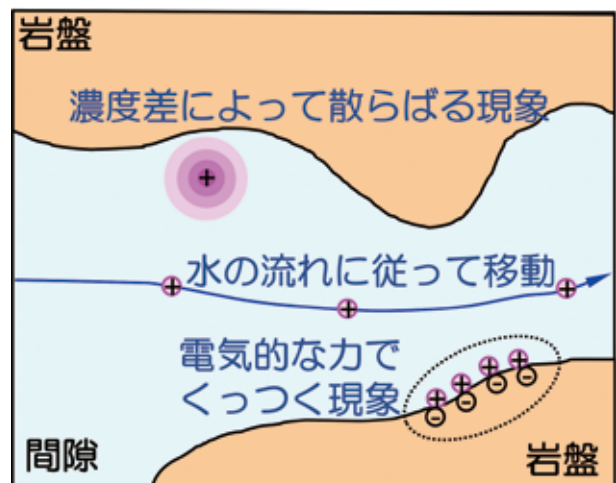 岩盤
濃度差によって散らばる現象
水の流れに従って移動
電気的な力で
くっつく現象
間隙
岩盤